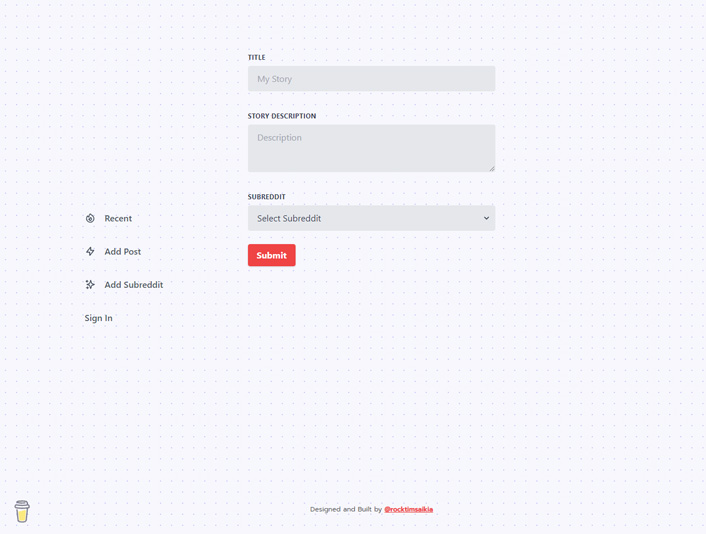 TITLE
My Story
STORY DESCRIPTION
Description
SUBREDDIT
Select Subreddit
Submit
Recent
Add Post
Add Subreddit
Sign In
Designed and Built by @rocktimsaikia